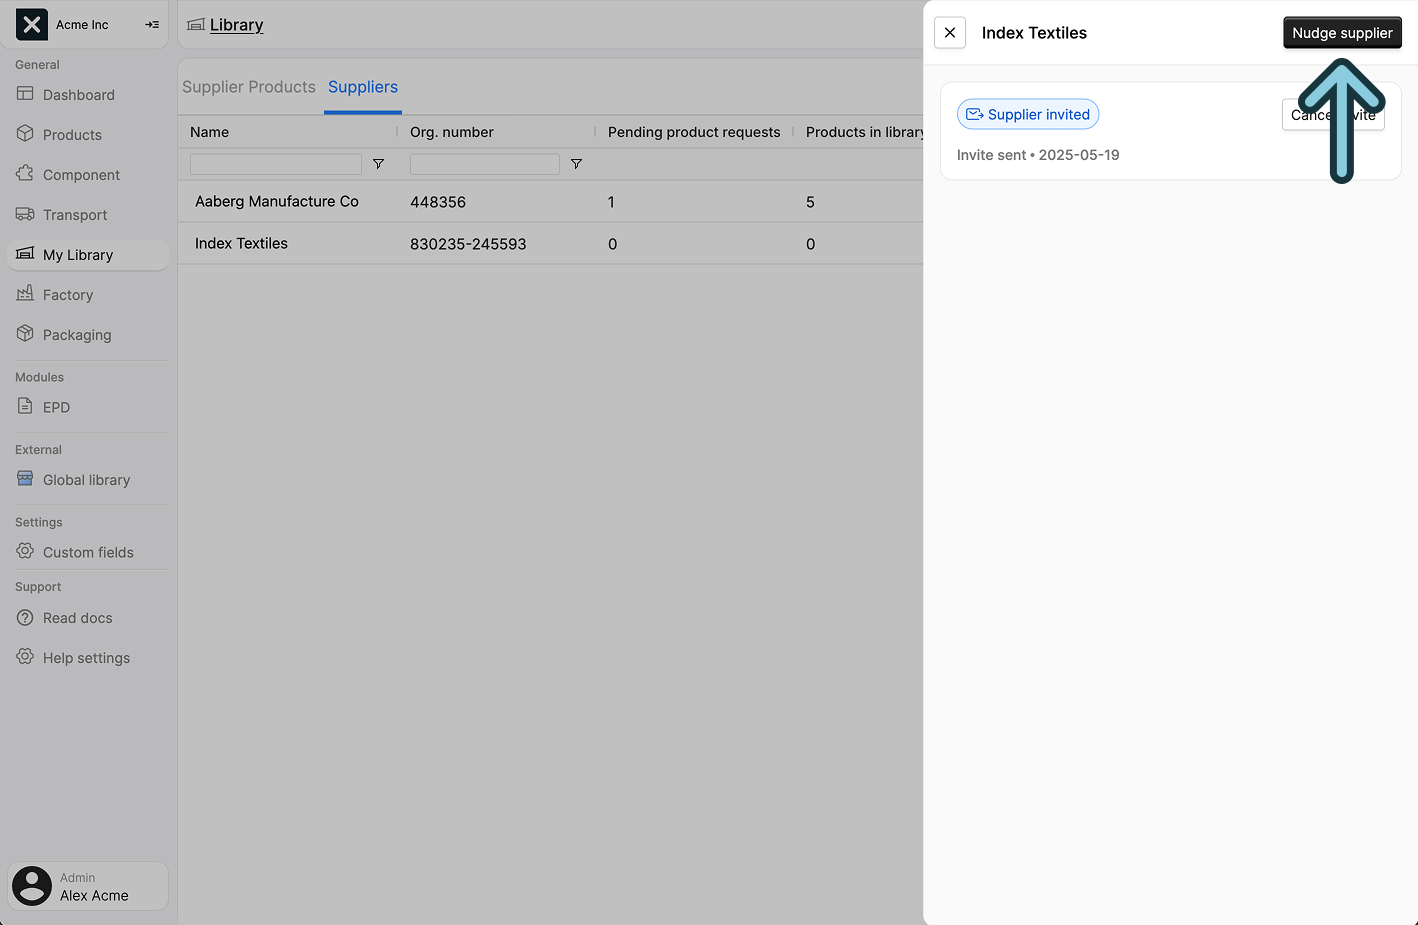 Acme Inc
General
Dashboard
Products
Component
Transport
My Library
Factory
Packaging
Modules
EPD
External
Global library
Settings
Custom fields
Support
Read docs
Help settings
Admin
Alex Acme
Library
Supplier Products Suppliers
Name Org. number Pending product requests Products in library
Aaberg Manufacture Co 448356 1 5
Index Textiles 830235-245593 0 0
Index Textiles Nudge supplier
Supplier invited
Invite sent • 2025-05-19